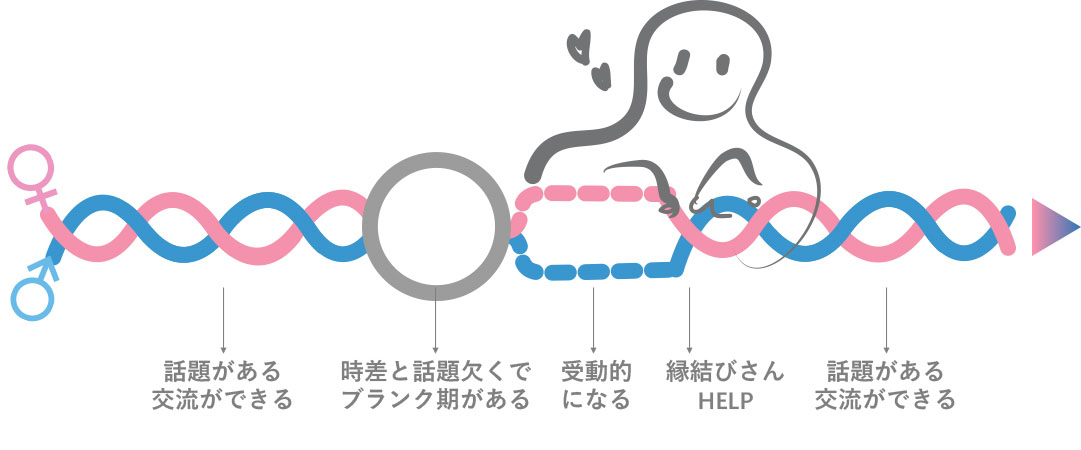 話題がある
交流ができる
時差と話題欠くで
ブランク期がある
受動的
になる
縁結びさん
HELP
話題がある
交流ができる